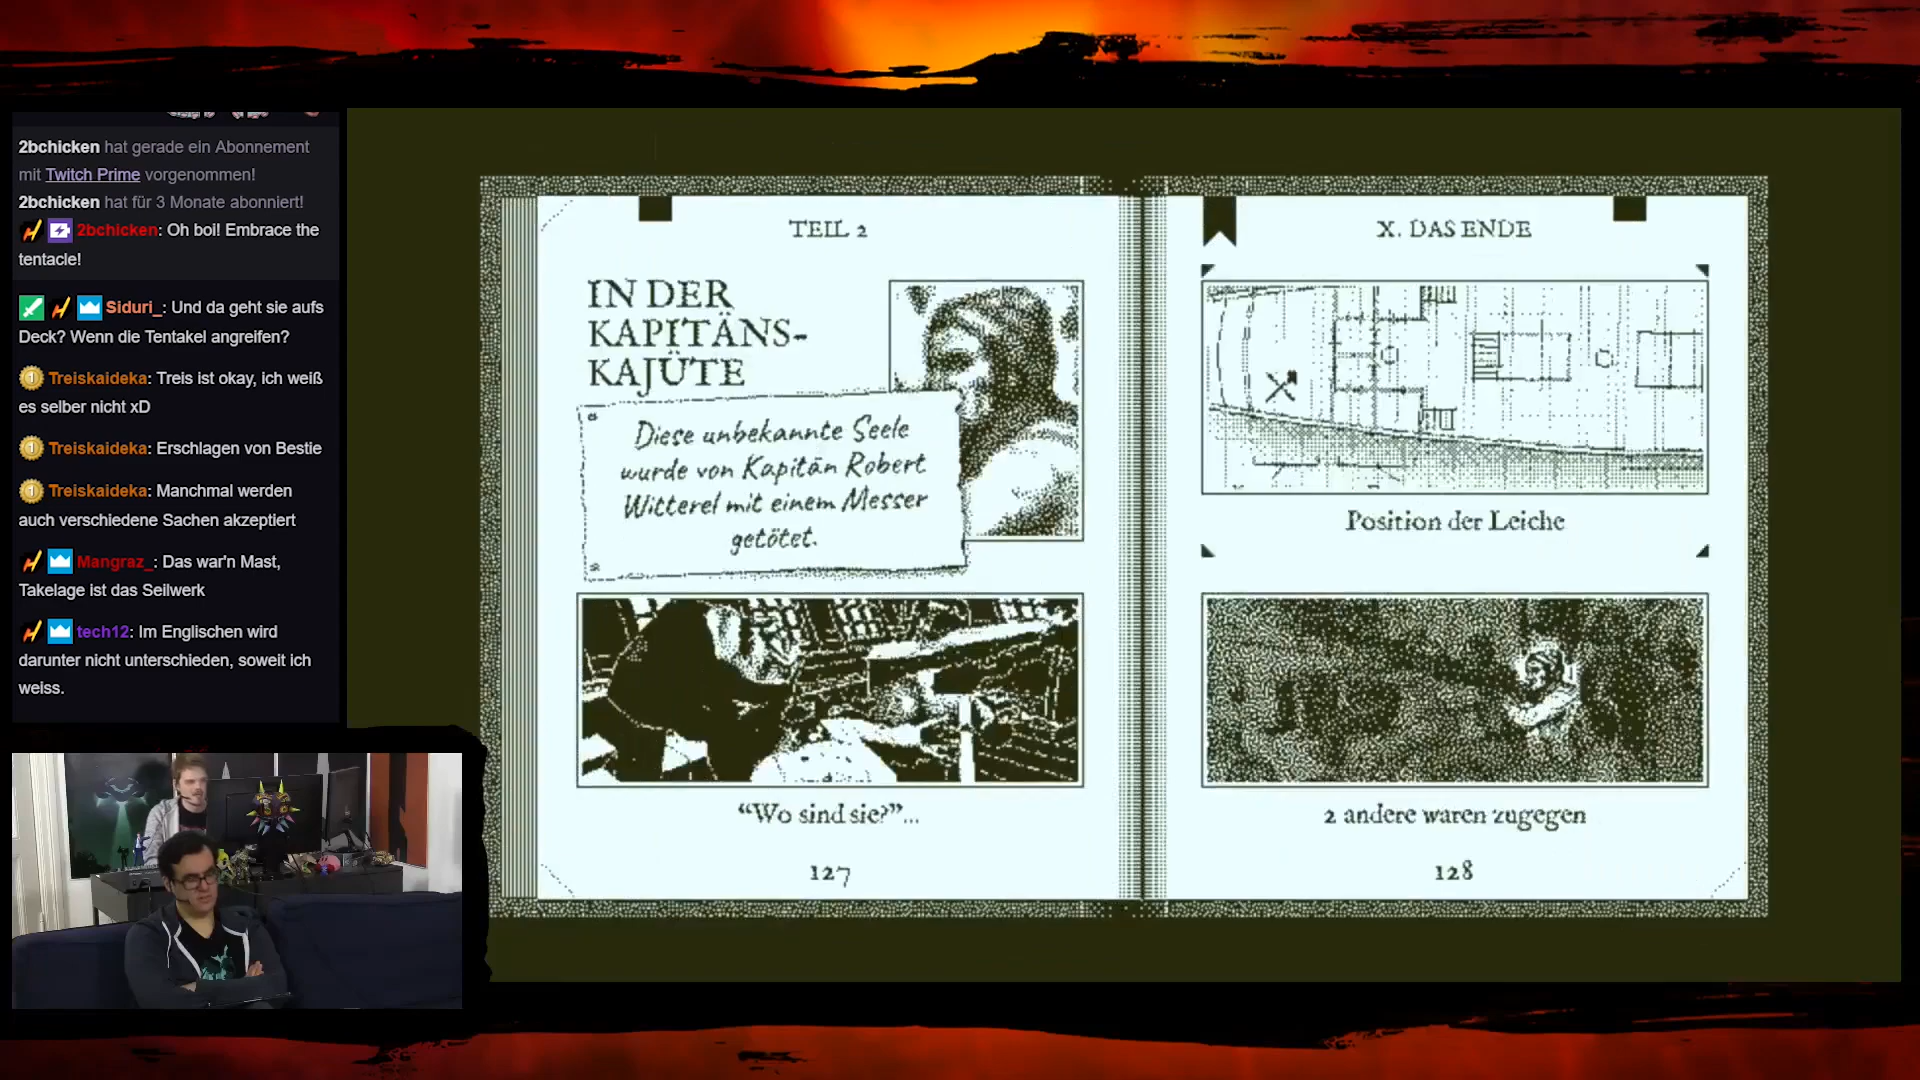 2bchicken hat gerade ein Abonnement
mit Twitch Prime vorgenommen!
2bchicken hat für 3 Monate abonniert!
2bchicken: Oh boi! Embrace the
tentacle!
Siduri_: Und da geht sie aufs
Deck? Wenn die Tentakel angreifen?
Treiskaideka: Treis ist okay, ich weiß
es selber nicht xD
Treiskaideka: Erschlagen von Bestie
Treiskaideka: Manchmal werden
auch verschiedene Sachen akzeptiert
Mangraz_: Das war'n Mast,
Takelage ist das Seilwerk
tech12: Im Englischen wird
darunter nicht unterschieden, soweit ich
weiss.
TEIL 2
IN DER
KAPITÄNS-
KAJÜTE
Diese unbekannte Seele
wurde von Kapitän Robert
Witterel mit einem Messer
getötet.
"Wo sind sie?"...
127
X. DAS ENDE
Position der Leiche
2 andere waren zugegen
128